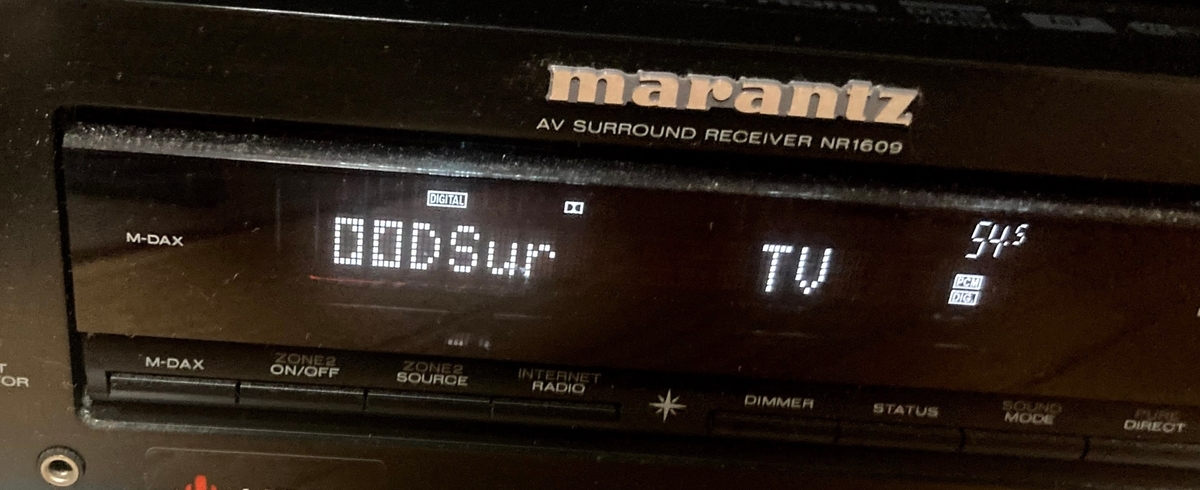 marantz
AV SURROUND RECEIVER NR1609
DIGITAL
M-DAX
▯▯DSur
TV
54.5
PCM
DIG.
M-DAX
ZONE2
ON/OFF
ZONE2
SOURCE
INTERNET
RADIO
DIMMER
STATUS
SOUND
MODE
PURE
DIRECT